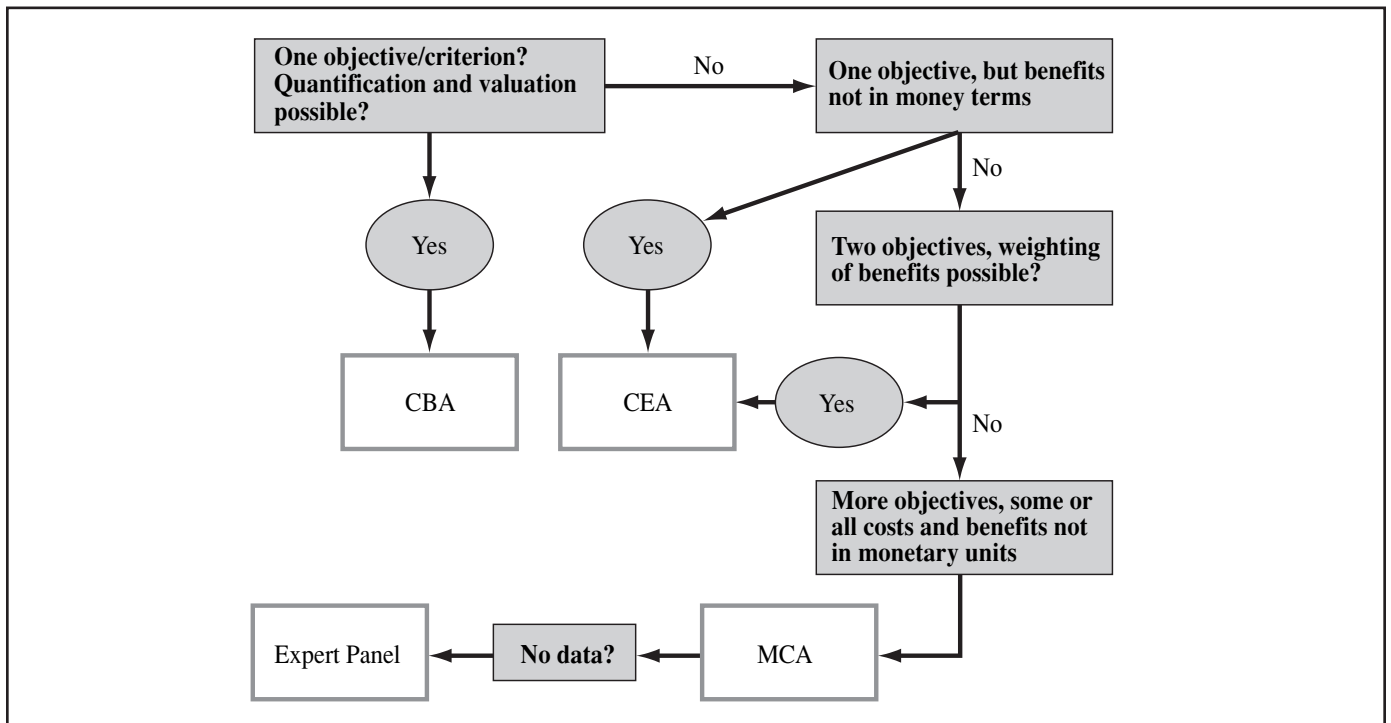 One objective/criterion?
Quantification and valuation
possible?
No
One objective, but benefits
not in money terms
No
Yes
Yes
Two objectives, weighting
of benefits possible?
CBA
CEA
Yes
No
More objectives, some or
all costs and benefits not
in monetary units
Expert Panel
No data?
MCA